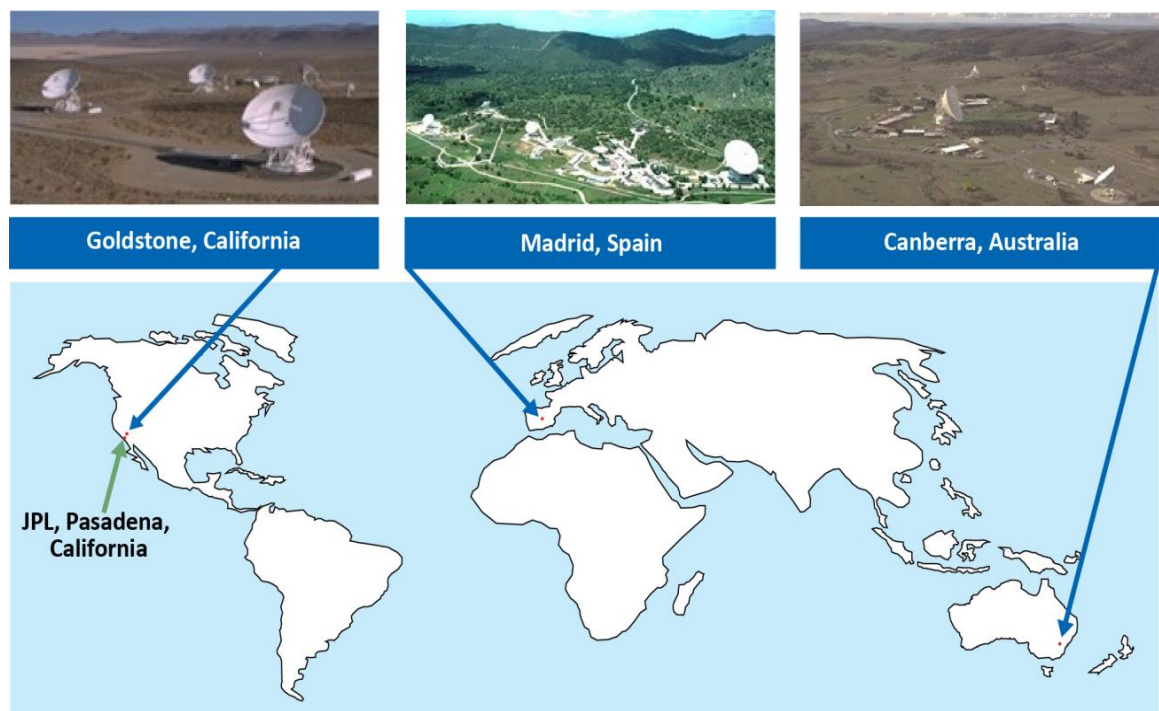 Goldstone, California
Madrid, Spain
Canberra, Australia
JPL, Pasadena,
California